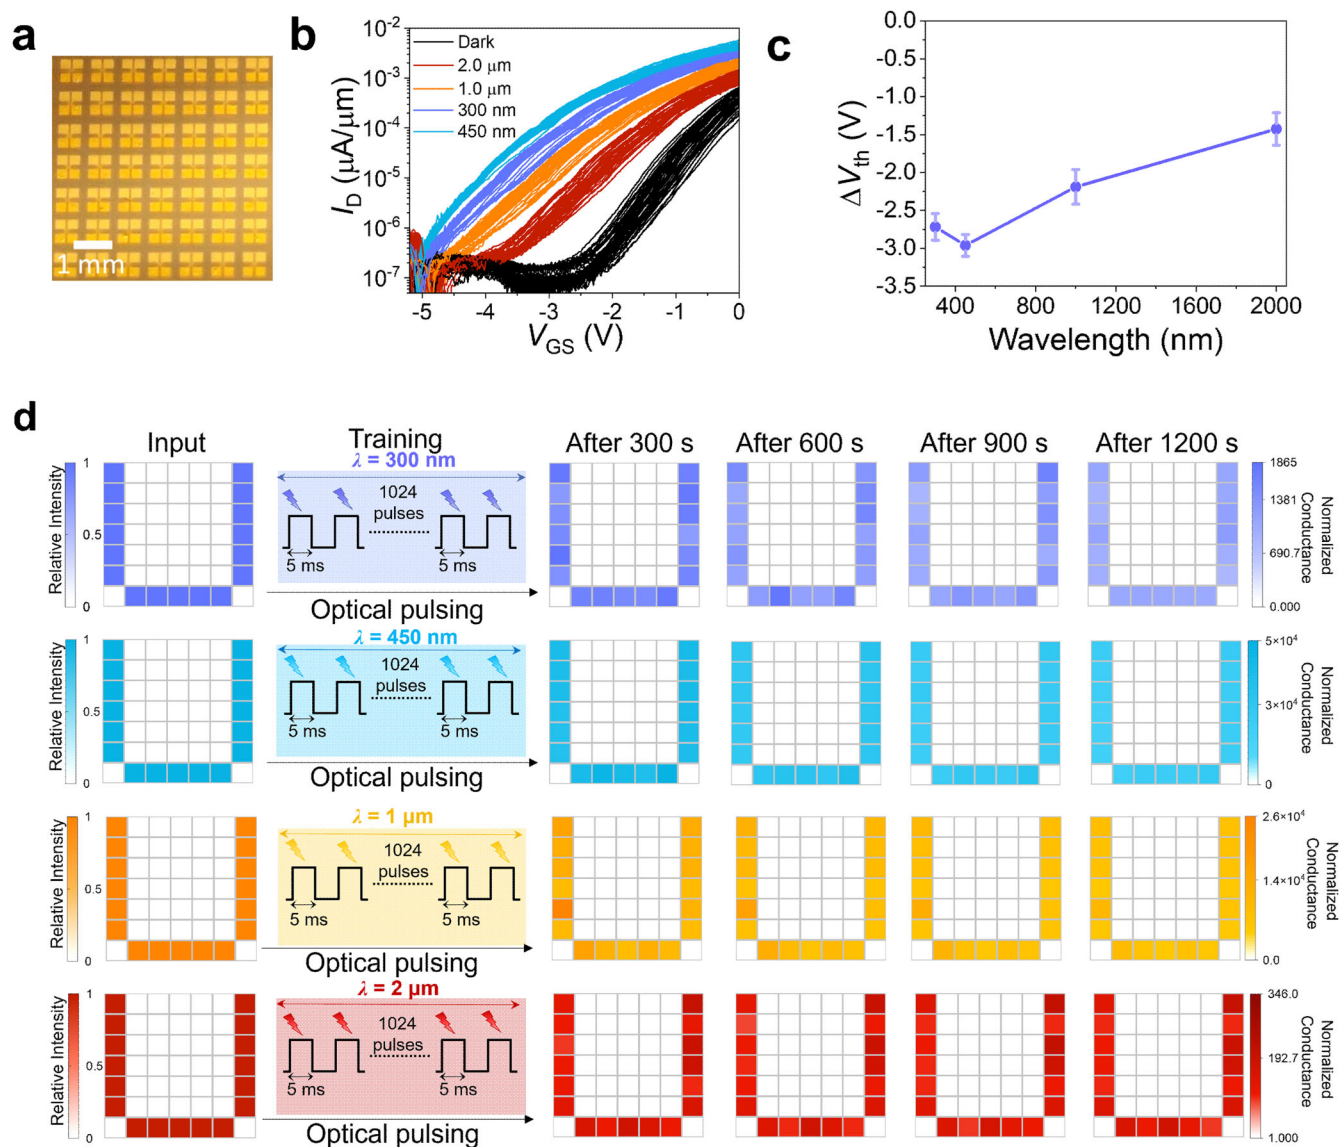 a
1 mm
b
10⁻²
10⁻³
10⁻⁴
10⁻⁵
10⁻⁶
10⁻⁷
I_D (μA/μm)
Dark
2.0 μm
1.0 μm
300 nm
450 nm
-5
-4
-3
-2
-1
0
V_GS (V)
c
0.0
-0.5
-1.0
-1.5
-2.0
-2.5
-3.0
-3.5
ΔV_th (V)
400
800
1200
1600
2000
Wavelength (nm)
d
Input
Training
After 300 s
After 600 s
After 900 s
After 1200 s
Relative Intensity
1
0.5
0
λ = 300 nm
1024
pulses
5 ms
5 ms
Optical pulsing
1865
1381
690.7
0.000
Normalized
Conductance
Relative Intensity
1
0.5
0
λ = 450 nm
1024
pulses
5 ms
5 ms
Optical pulsing
5×10⁴
3×10⁴
0
Normalized
Conductance
Relative Intensity
1
0.5
0
λ = 1 μm
1024
pulses
5 ms
5 ms
Optical pulsing
2.6×10⁴
1.4×10⁴
0.0
Normalized
Conductance
Relative Intensity
1
0.5
0
λ = 2 μm
1024
pulses
5 ms
5 ms
Optical pulsing
346.0
192.7
1.000
Normalized
Conductance